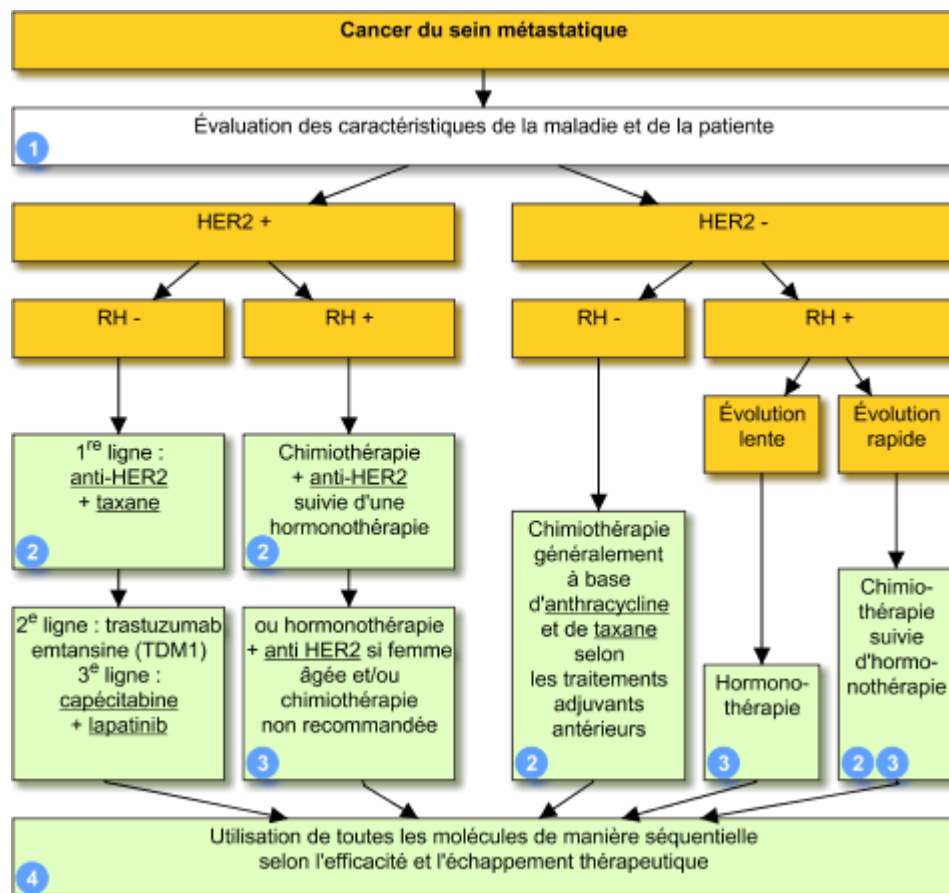 Cancer du sein métastatique
Évaluation des caractéristiques de la maladie et de la patiente
1
HER2 +
HER2 -
RH -
RH +
RH -
RH +
Évolution
lente
Évolution
rapide
1re ligne :
anti-HER2
+ taxane
2
Chimiothérapie
+ anti-HER2
suivie d'une
hormonothérapie
2
2e ligne : trastuzumab
emtansine (TDM1)
3e ligne :
capécitabine
+ lapatinib
ou hormonothérapie
+ anti HER2 si femme
âgée et/ou
chimiothérapie
non recommandée
3
Chimiothérapie
généralement
à base
d'anthracycline
et de taxane
selon
les traitements
adjuvants
antérieurs
2
Hormono-
thérapie
3
Chimio-
thérapie
suivie
d'hormo-
nothérapie
2 3
Utilisation de toutes les molécules de manière séquentielle
selon l'efficacité et l'échappement thérapeutique
4